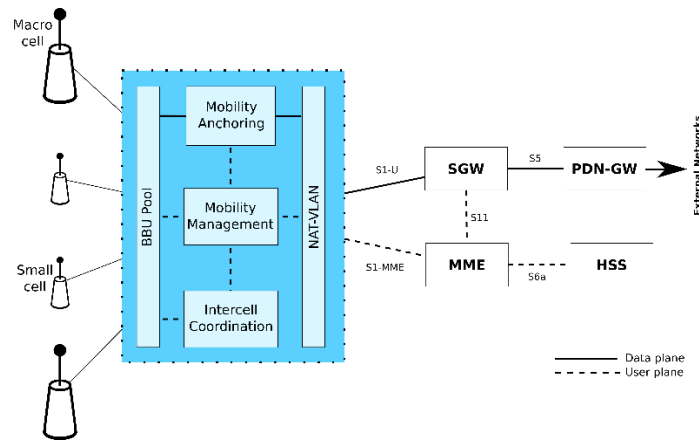 Macro
cell
Small
cell
BBU Pool
Mobility
Anchoring
Mobility
Management
Intercell
Coordination
NAT-VLAN
S1-U
SGW
S5
PDN-GW
External Networks
S11
S1-MME
MME
S6a
HSS
Data plane
User plane